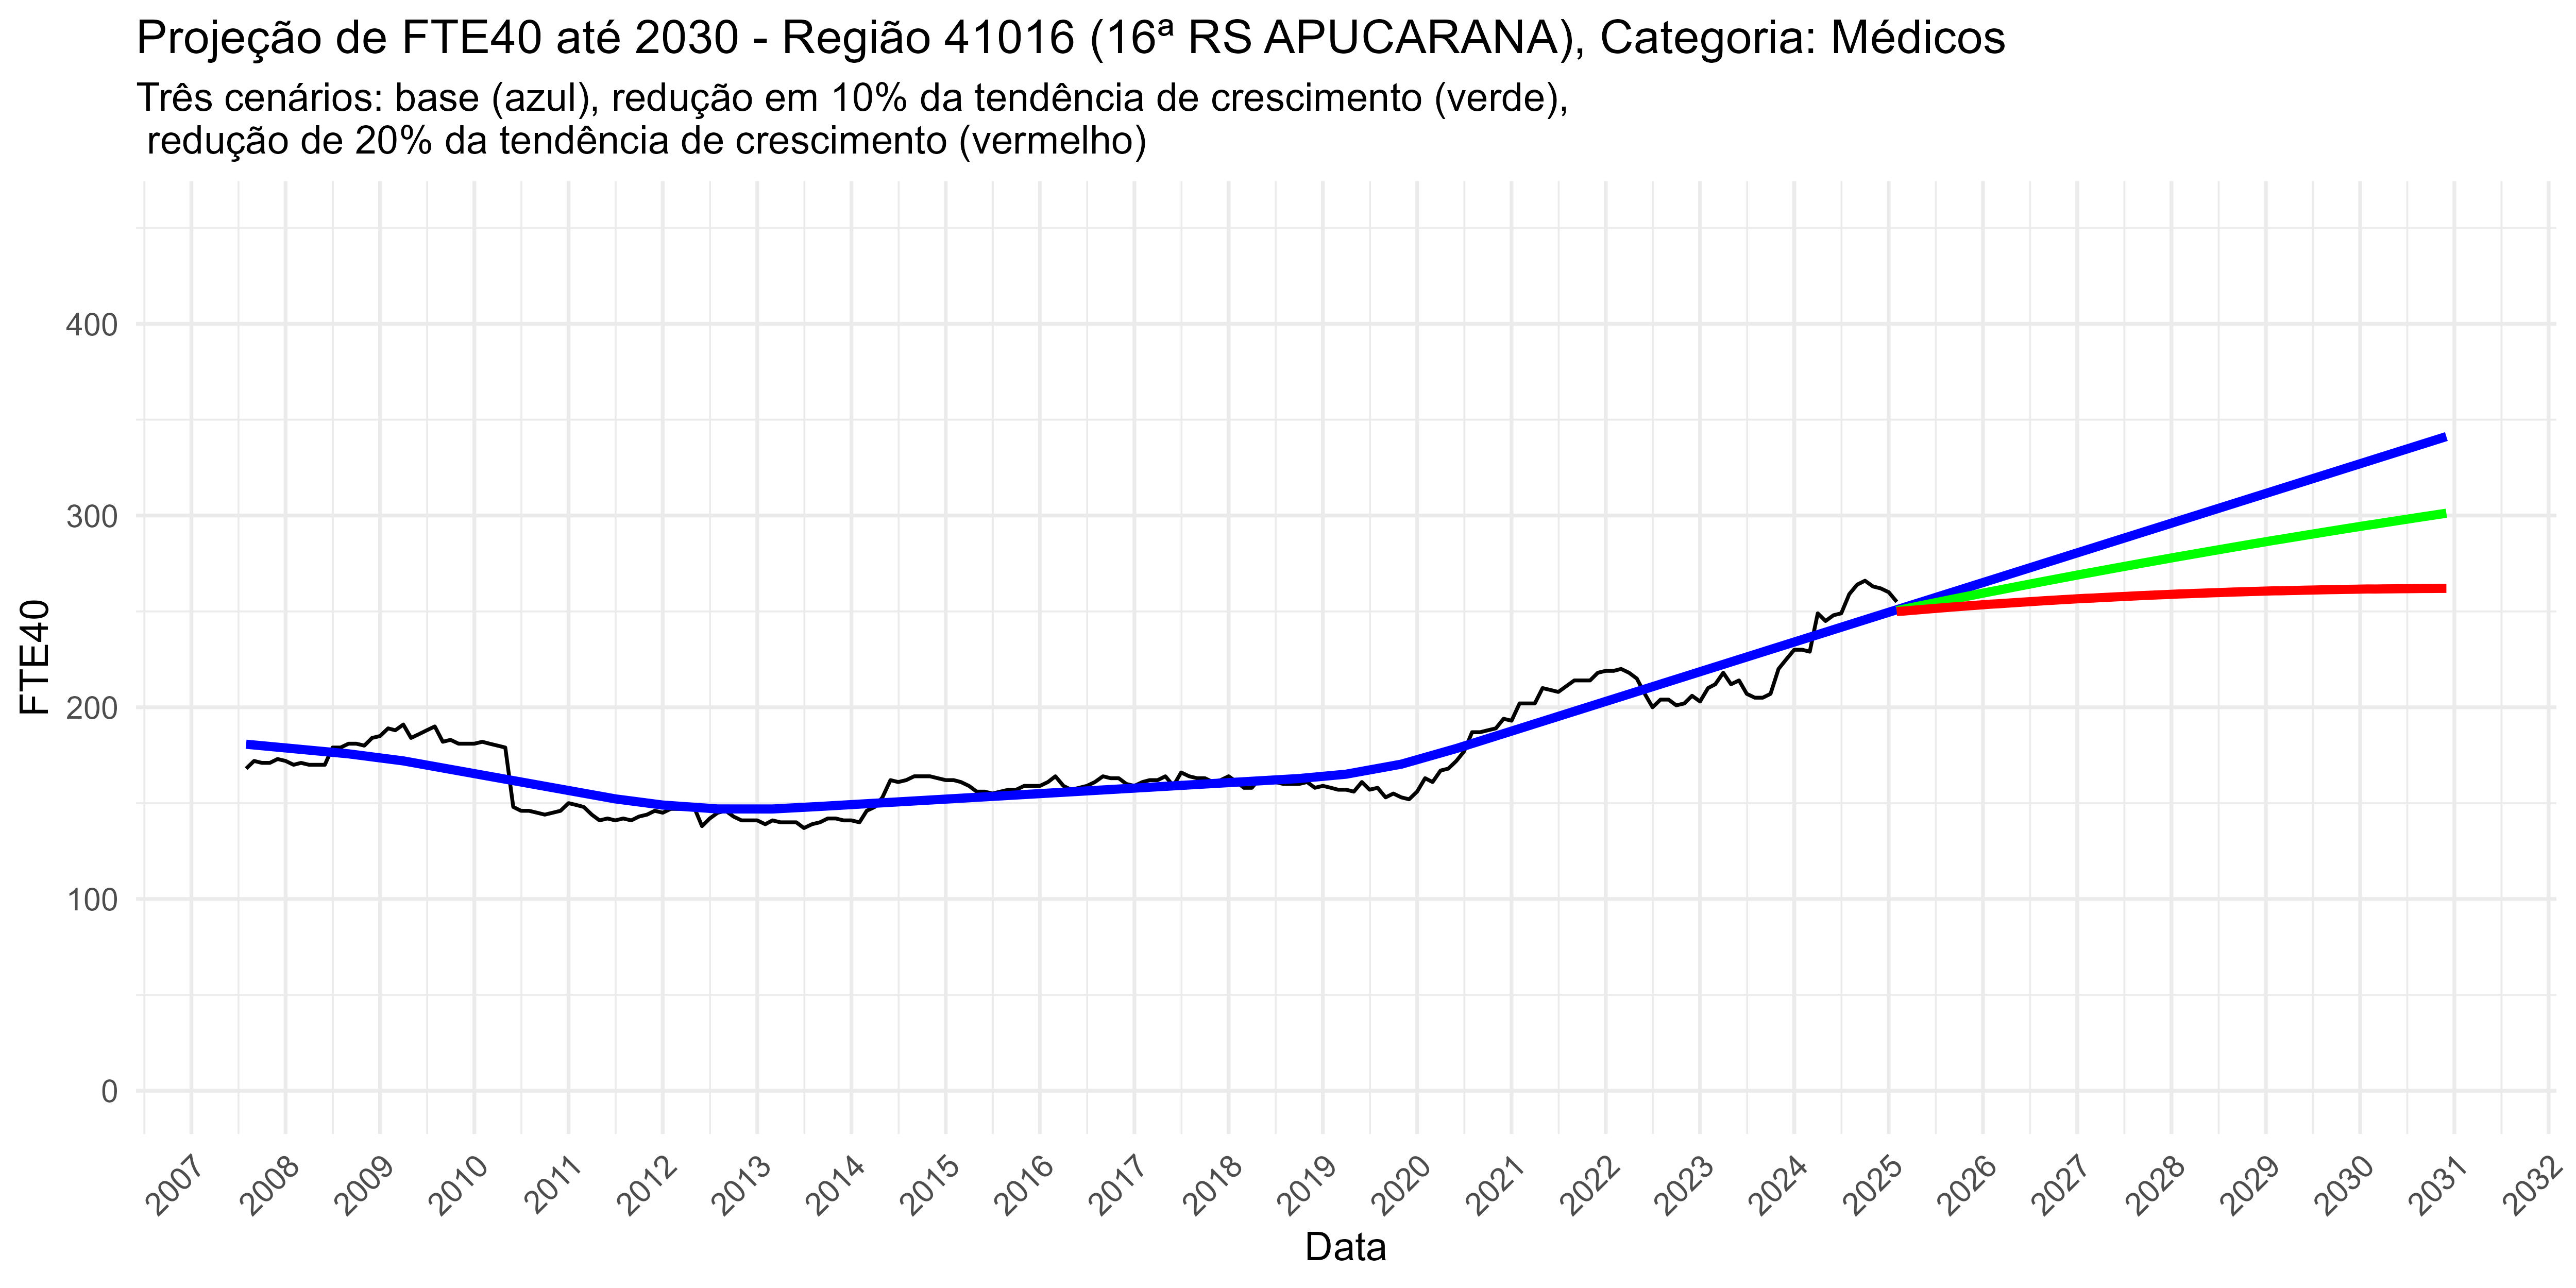 Projeção de FTE40 até 2030 - Região 41016 (16ª RS APUCARANA), Categoria: Médicos
Três cenários: base (azul), redução em 10% da tendência de crescimento (verde),
redução de 20% da tendência de crescimento (vermelho)
FTE40
400
300
200
100
0
2007 2008 2009 2010 2011 2012 2013 2014 2015 2016 2017 2018 2019 2020 2021 2022 2023 2024 2025 2026 2027 2028 2029 2030 2031 2032
Data